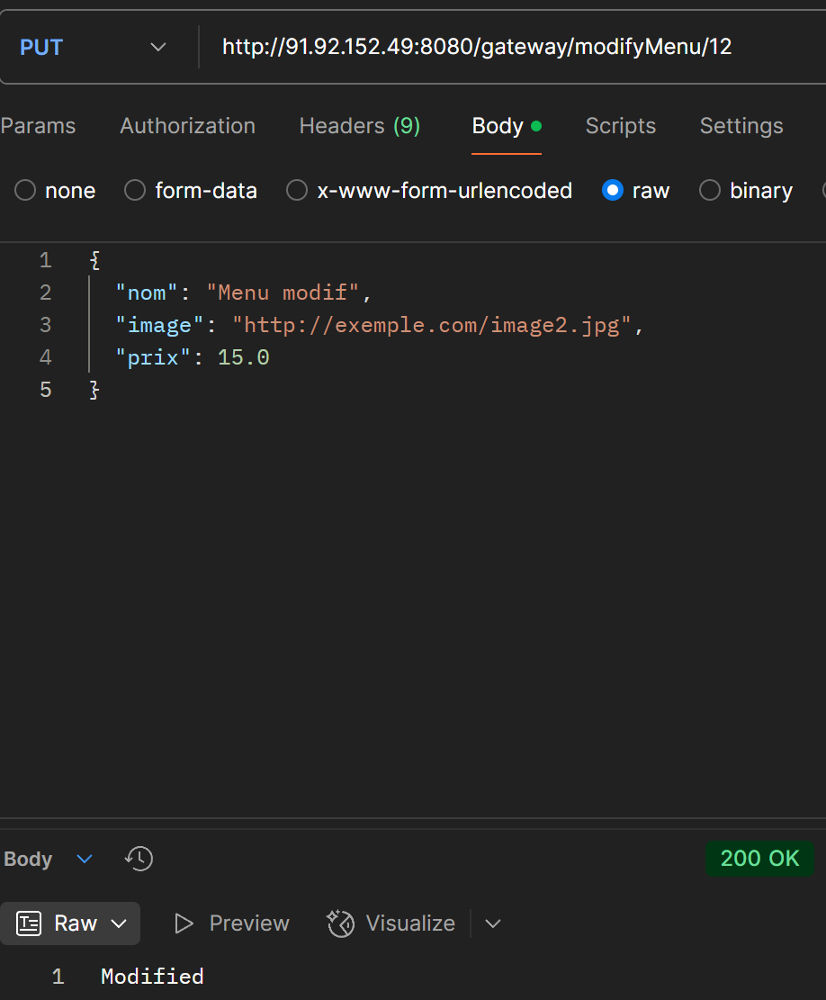 PUT http://91.92.152.49:8080/gateway/modifyMenu/12
Params Authorization Headers (9) Body Scripts Settings
none form-data x-www-form-urlencoded raw binary
1 {
2 "nom": "Menu modif",
3 "image": "http://exemple.com/image2.jpg",
4 "prix": 15.0
5 }
Body 200 OK
Raw Preview Visualize
1 Modified